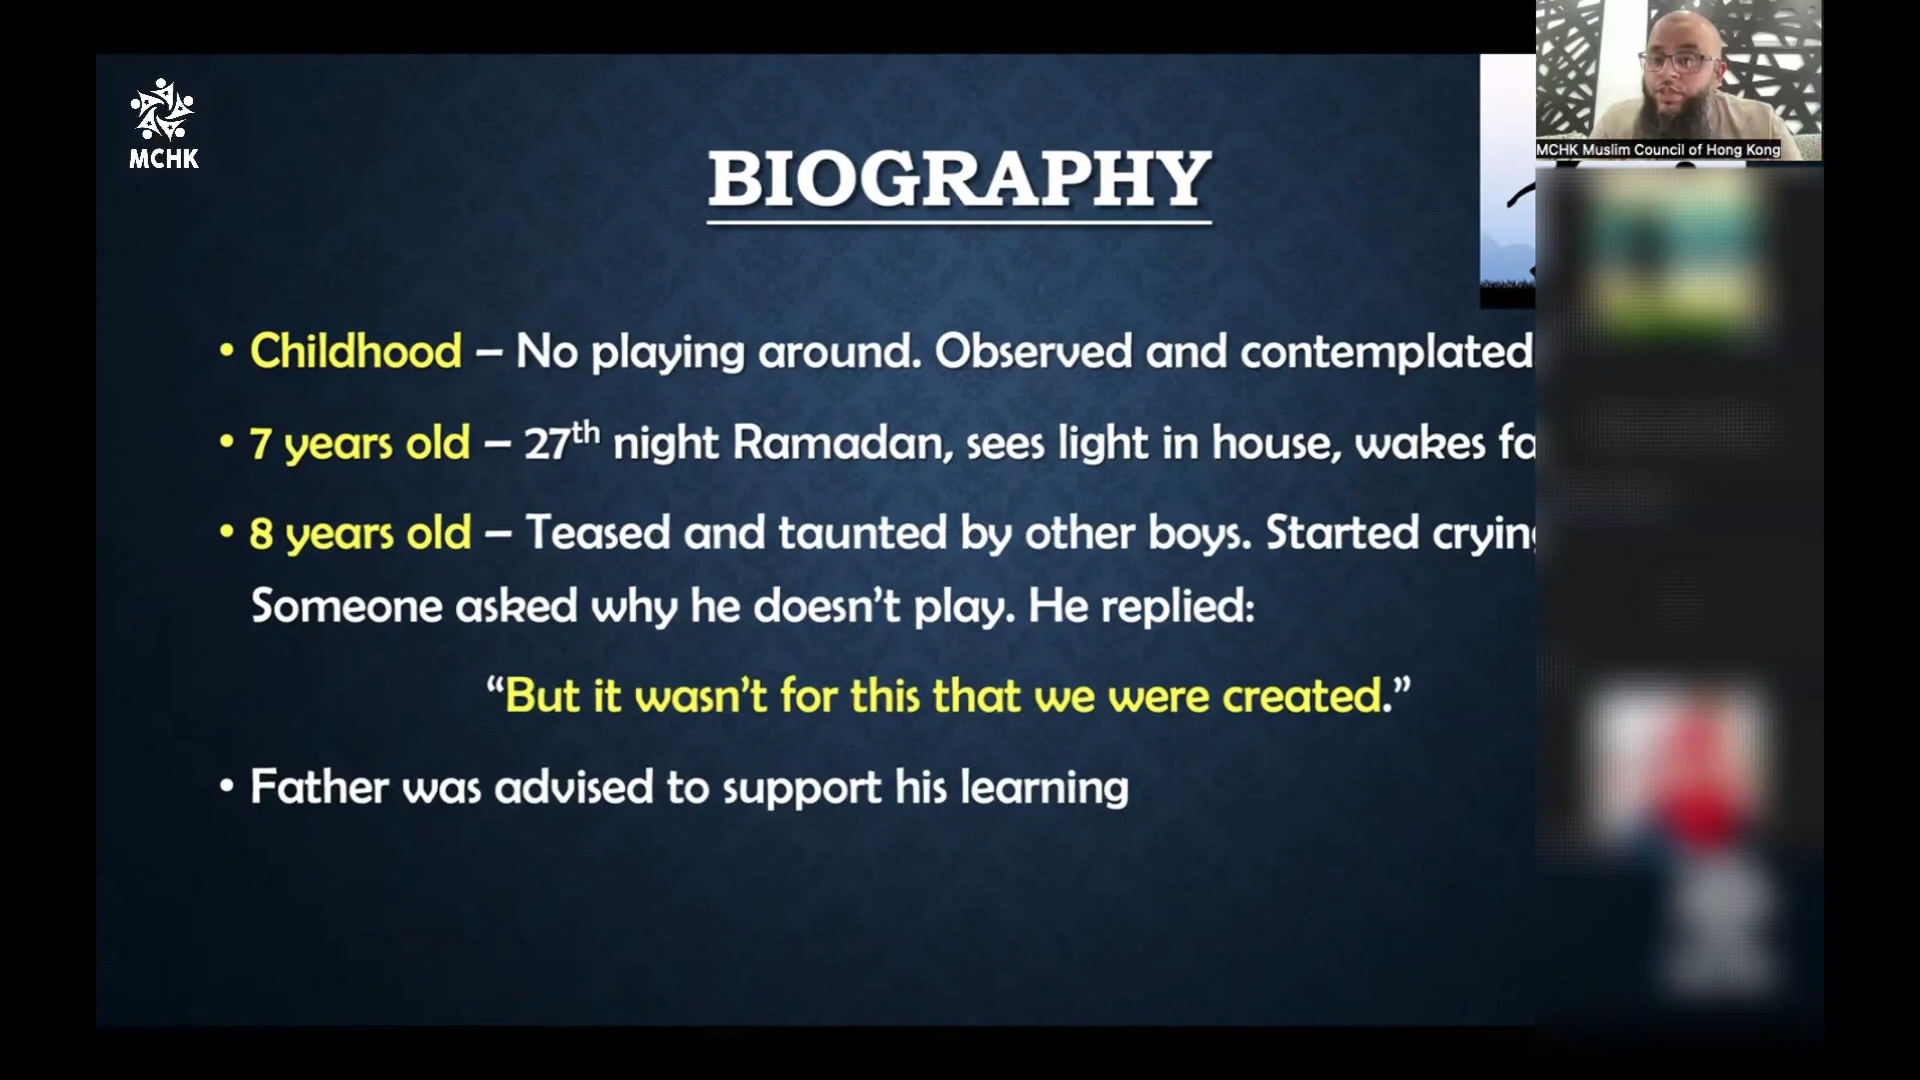 MCHK
BIOGRAPHY
MCHK Muslim Council of Hong Kong
• Childhood – No playing around. Observed and contemplated.
• 7 years old – 27th night Ramadan, sees light in house, wakes
• 8 years old – Teased and taunted by other boys. Started
Someone asked why he doesn't play. He replied:
“But it wasn't for this that we were created.”
• Father was advised to support his learning